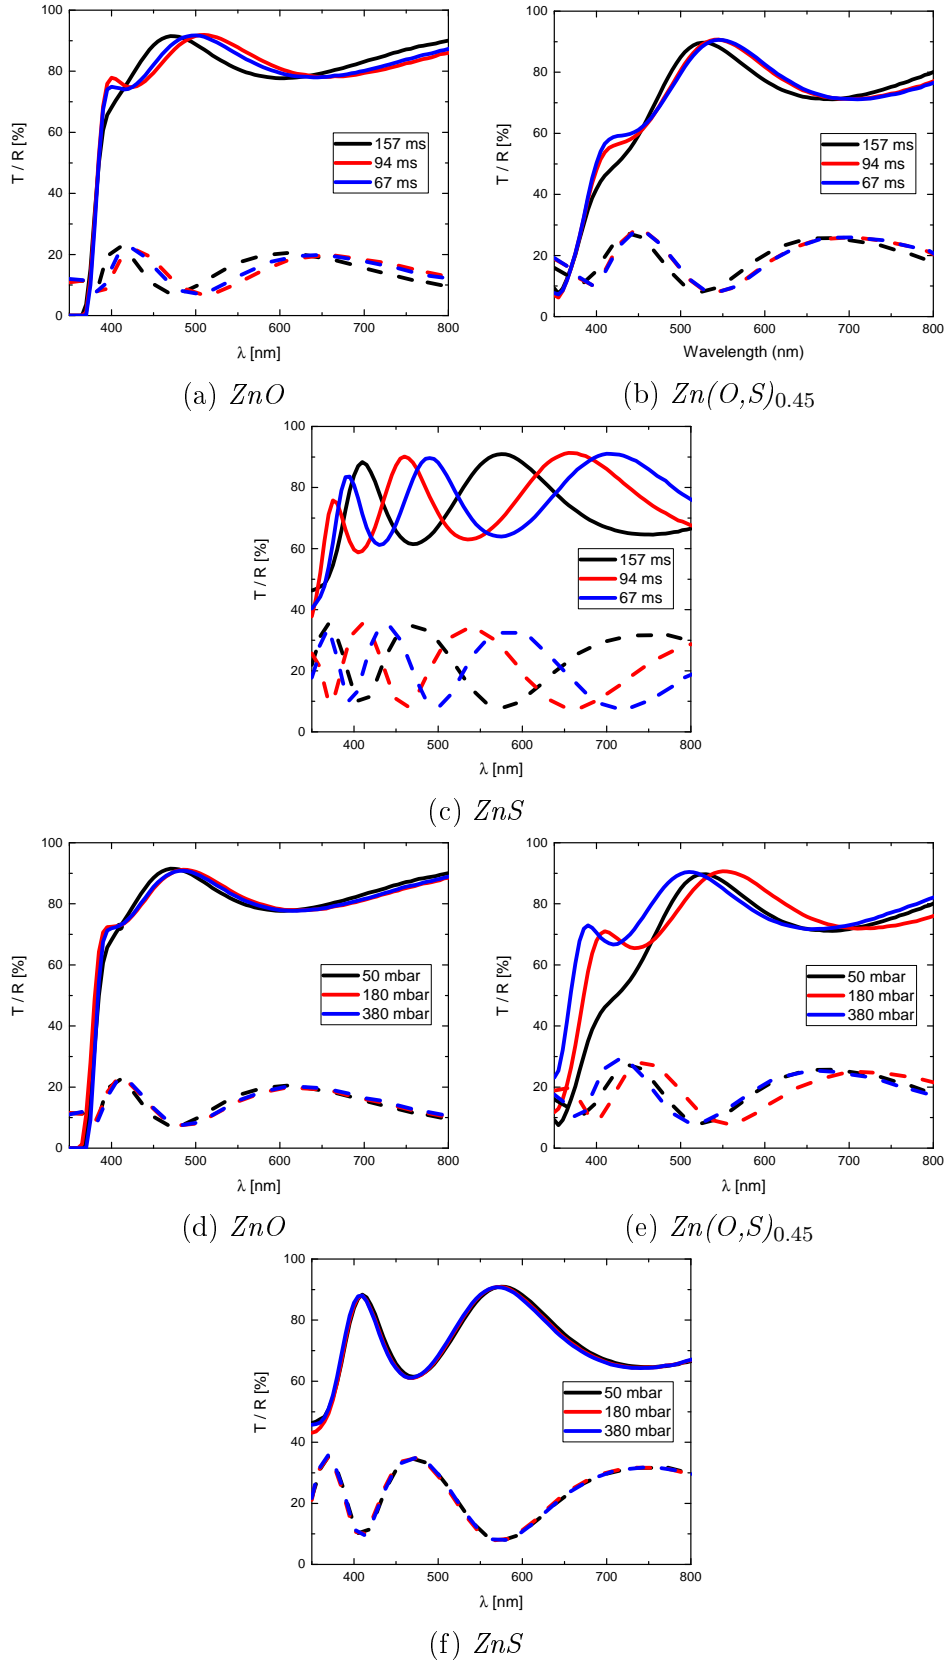 100
80
60
40
20
0
T / R [%]
157 ms
94 ms
67 ms
400 500 600 700 800
λ [nm]
(a) ZnO
100
80
60
40
20
0
T / R [%]
157 ms
94 ms
67 ms
400 500 600 700 800
Wavelength (nm)
(b) Zn(O,S)0.45
100
80
60
40
20
0
T / R [%]
157 ms
94 ms
67 ms
400 500 600 700 800
λ [nm]
(c) ZnS
100
80
60
40
20
0
T / R [%]
50 mbar
180 mbar
380 mbar
400 500 600 700 800
λ [nm]
(d) ZnO
100
80
60
40
20
0
T / R [%]
50 mbar
180 mbar
380 mbar
400 500 600 700 800
λ [nm]
(e) Zn(O,S)0.45
100
80
60
40
20
0
T / R [%]
50 mbar
180 mbar
380 mbar
400 500 600 700 800
λ [nm]
(f) ZnS